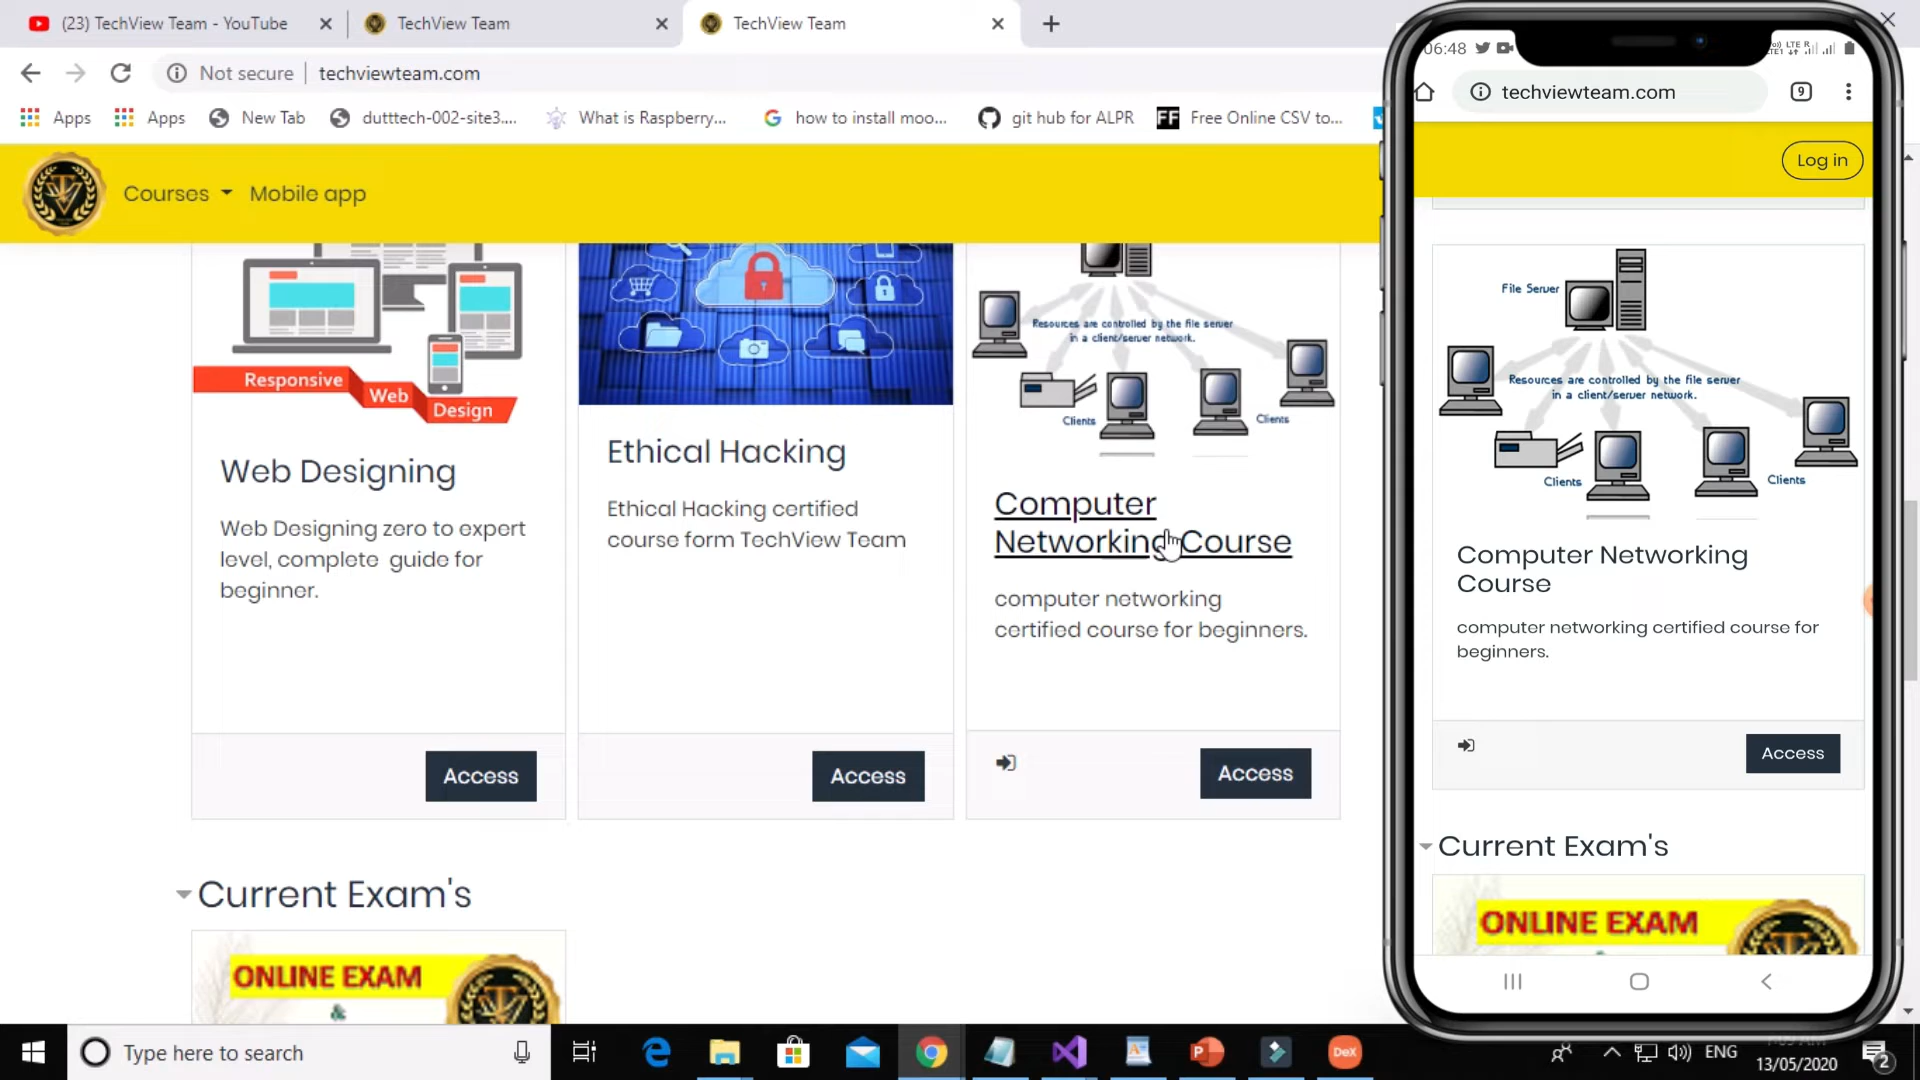 (23) TechView Team - YouTube
TechView Team
TechView Team
Not secure
techviewteam.com
Apps
Apps
New Tab
dutttech-002-site3....
What is Raspberry...
how to install moo...
git hub for ALPR
Free Online CSV to...
Courses
Mobile app
Responsive
Web
Design
Web Designing
Web Designing zero to expert
level, complete guide for
beginner.
Access
Ethical Hacking
Ethical Hacking certified
course form TechView Team
Access
Resources are controlled by the file server
in a client/server network.
Clients
Clients
Computer
Networking Course
computer networking
certified course for beginners.
Access
Current Exam's
ONLINE EXAM
&
06:48
LTE R
techviewteam.com
9
Log in
File Server
Resources are controlled by the file server
in a client/server network.
Clients
Clients
Computer Networking
Course
computer networking certified course for
beginners.
Access
Current Exam's
ONLINE EXAM
Type here to search
DeX
ENG
13/05/2020
2